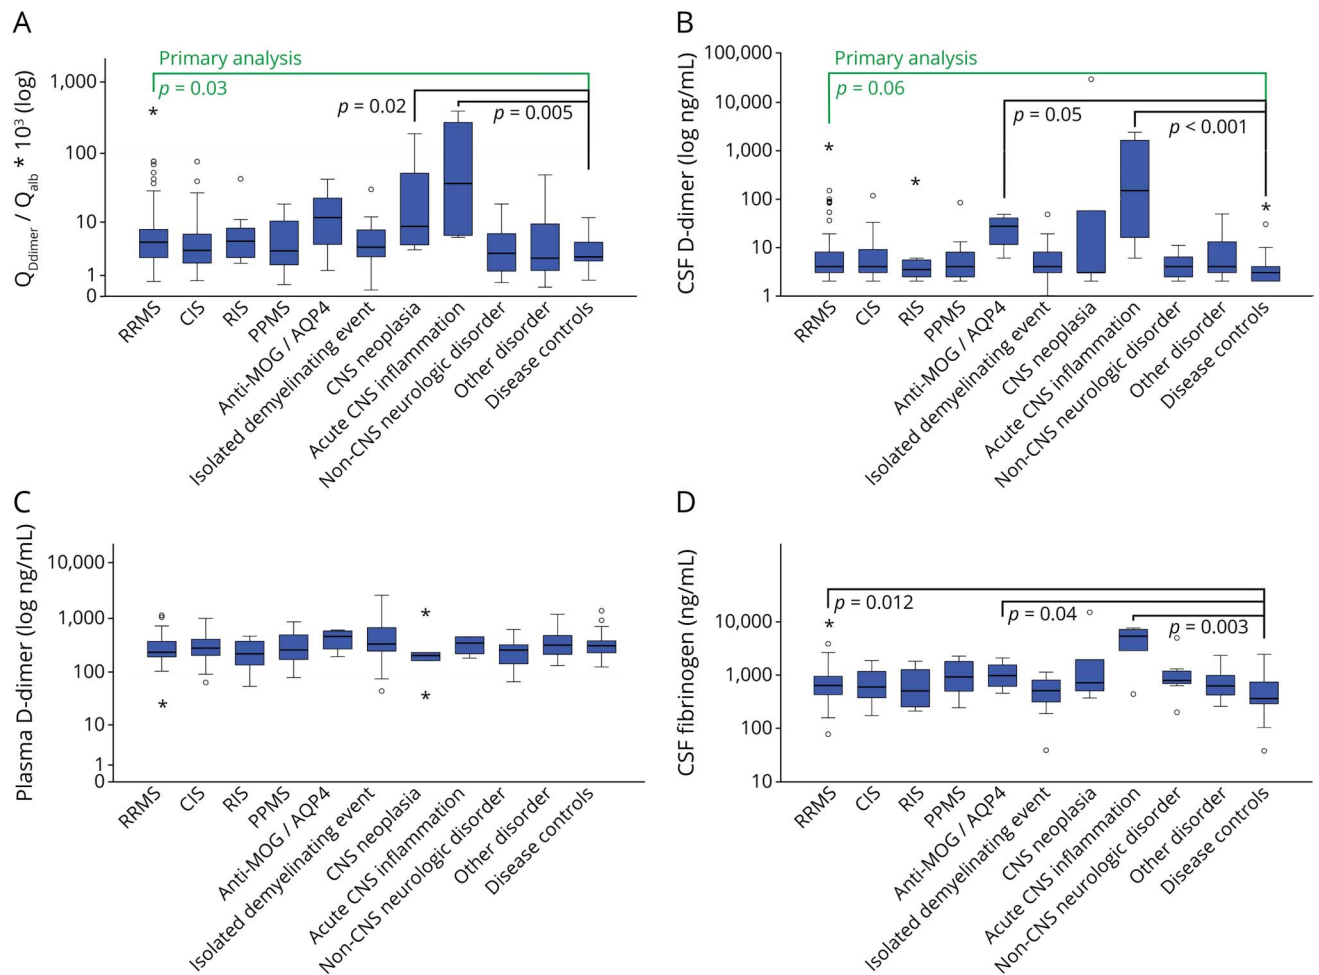 A
Q_Ddimer / Q_alb * 10³ (log)
1,000
100
10
1
0
Primary analysis
p = 0.03
p = 0.02
p = 0.005
*
RRMS
CIS
RIS
PPMS
Anti-MOG / AQP4
Isolated demyelinating event
CNS neoplasia
Acute CNS inflammation
Non-CNS neurologic disorder
Other disorder
Disease controls
B
CSF D-dimer (log ng/mL)
100,000
10,000
1,000
100
10
1
Primary analysis
p = 0.06
p = 0.05
p < 0.001
*
*
*
RRMS
CIS
RIS
PPMS
Anti-MOG / AQP4
Isolated demyelinating event
CNS neoplasia
Acute CNS inflammation
Non-CNS neurologic disorder
Other disorder
Disease controls
C
Plasma D-dimer (log ng/mL)
10,000
1,000
100
10
1
0
*
*
*
RRMS
CIS
RIS
PPMS
Anti-MOG / AQP4
Isolated demyelinating event
CNS neoplasia
Acute CNS inflammation
Non-CNS neurologic disorder
Other disorder
Disease controls
D
CSF fibrinogen (ng/mL)
10,000
1,000
100
10
p = 0.012
p = 0.04
p = 0.003
*
RRMS
CIS
RIS
PPMS
Anti-MOG / AQP4
Isolated demyelinating event
CNS neoplasia
Acute CNS inflammation
Non-CNS neurologic disorder
Other disorder
Disease controls